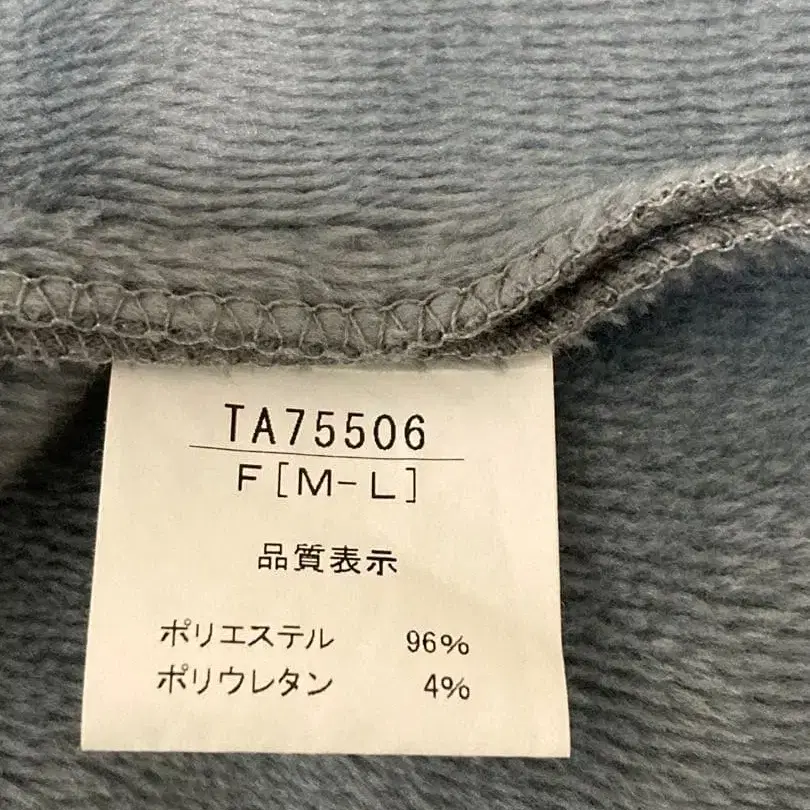 TA75506
F[M-L]
品質表示
ポリエステル 96%
ポリウレタン 4%